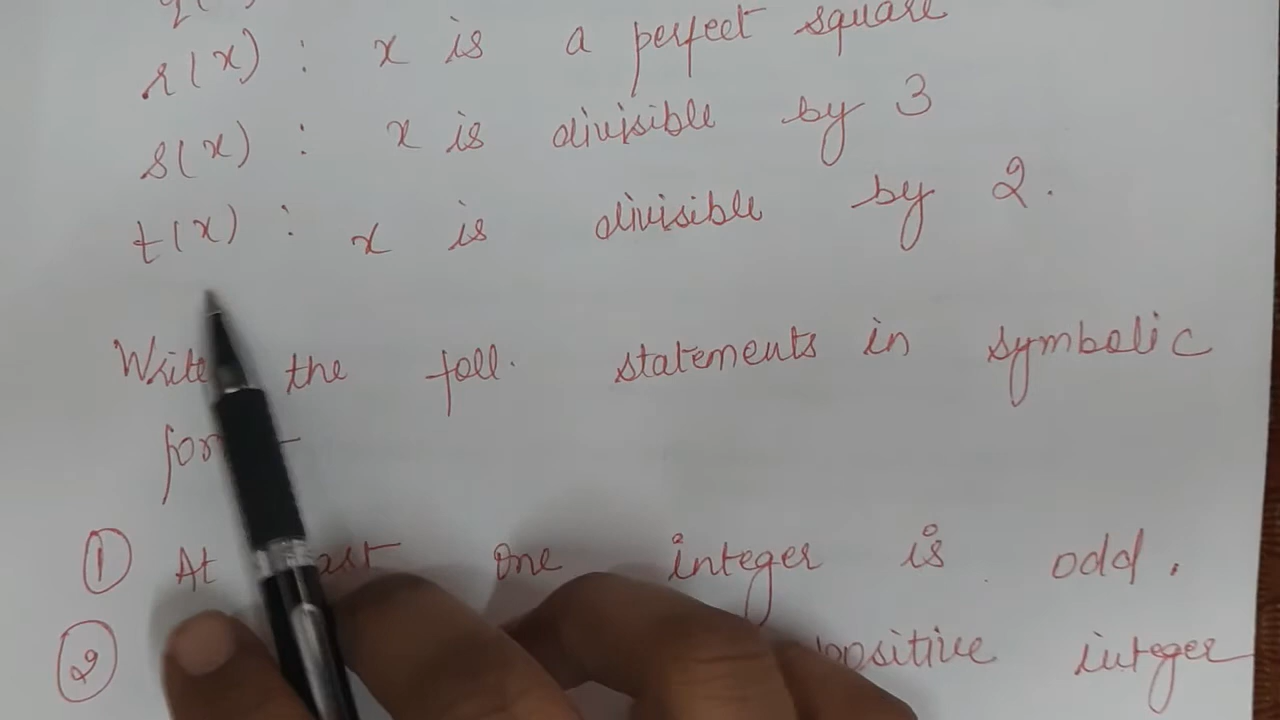 r(x) : x is a perfect square
s(x) : x is divisible by 3
t(x) : x is divisible by 2.
Write the foll. statements in symbolic
① At one integer is odd.
② positive integer